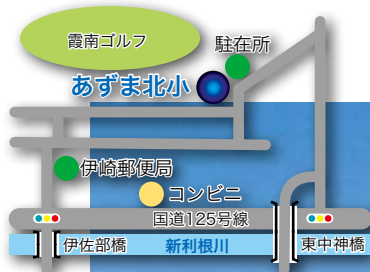 霞南ゴルフ
駐在所
あずま北小
伊崎郵便局
コンビニ
国道125号線
伊佐部橋
新利根川
東中神橋